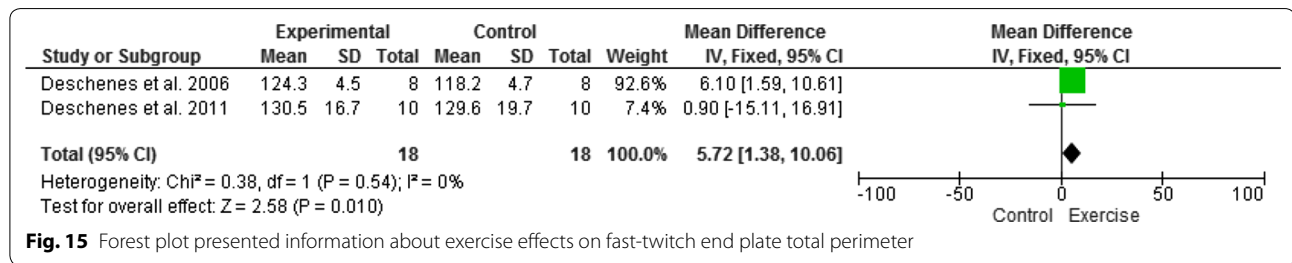 Experimental Control Mean Difference Mean Difference
Study or Subgroup Mean SD Total Mean SD Total Weight IV, Fixed, 95% CI IV, Fixed, 95% CI
Deschenes et al. 2006 124.3 4.5 8 118.2 4.7 8 92.6% 6.10 [1.59, 10.61]
Deschenes et al. 2011 130.5 16.7 10 129.6 19.7 10 7.4% 0.90 [-15.11, 16.91]
Total (95% CI) 18 18 100.0% 5.72 [1.38, 10.06]
Heterogeneity: Chi² = 0.38, df = 1 (P = 0.54); I² = 0%
Test for overall effect: Z = 2.58 (P = 0.010)
-100 -50 0 50 100
Control Exercise
Fig. 15 Forest plot presented information about exercise effects on fast-twitch end plate total perimeter